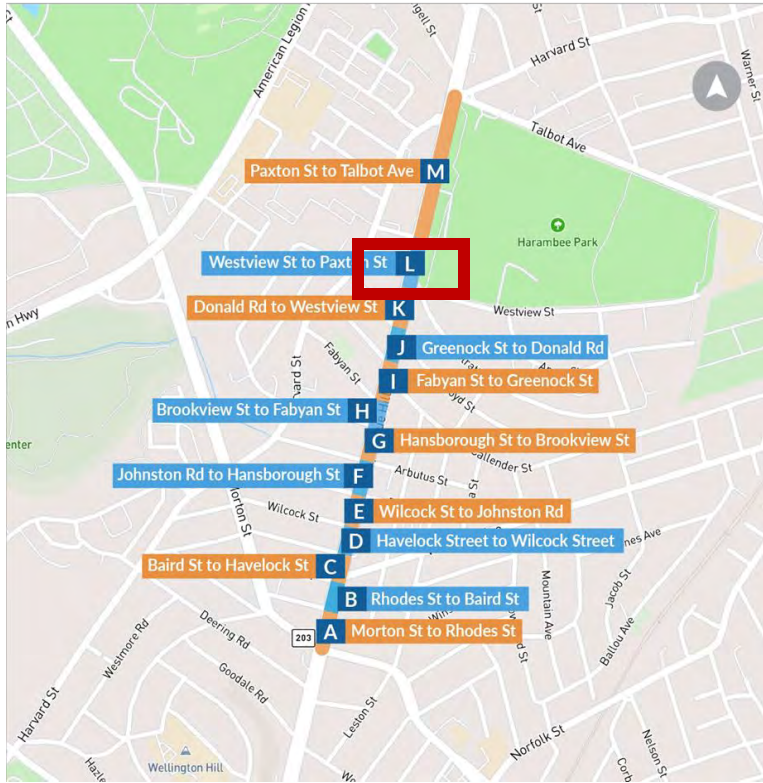 American Legion
Harvard St
Warner St
Talbot Ave
Paxton St to Talbot Ave M
Harambee Park
Westview St to Paxton St L
Donald Rd to Westview St K
Westview St
n Hwy
J Greenock St to Donald Rd
Fabyan St
I Fabyan St to Greenock St
Brookview St to Fabyan St H
G Hansborough St to Brookview St
enter
Callender St
Johnston Rd to Hansborough St F
Arbutus St
Morton St
Wilcock St
E Wilcock St to Johnston Rd
D Havelock Street to Wilcock Street
nes Ave
Baird St to Havelock St C
Mountain Ave
Jacob St
B Rhodes St to Baird St
Deering Rd
Westmore Rd
203
A Morton St to Rhodes St
Ballou Ave
Goodale Rd
Harvard St
Leston St
Norfolk St
Nelson St
Wellington Hill